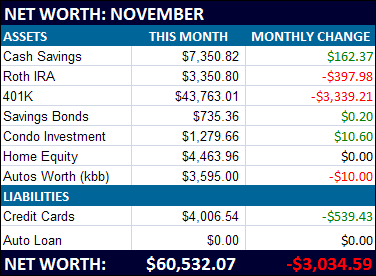 NET WORTH: NOVEMBER
ASSETS THIS MONTH MONTHLY CHANGE
Cash Savings $7,350.82 $162.37
Roth IRA $3,350.80 -$397.98
401K $43,763.01 -$3,339.21
Savings Bonds $735.36 $0.20
Condo Investment $1,279.66 $10.60
Home Equity $4,463.96 $0.00
Autos Worth (kbb) $3,595.00 -$10.00
LIABILITIES
Credit Cards $4,006.54 -$539.43
Auto Loan $0.00 $0.00
NET WORTH: $60,532.07 -$3,034.59